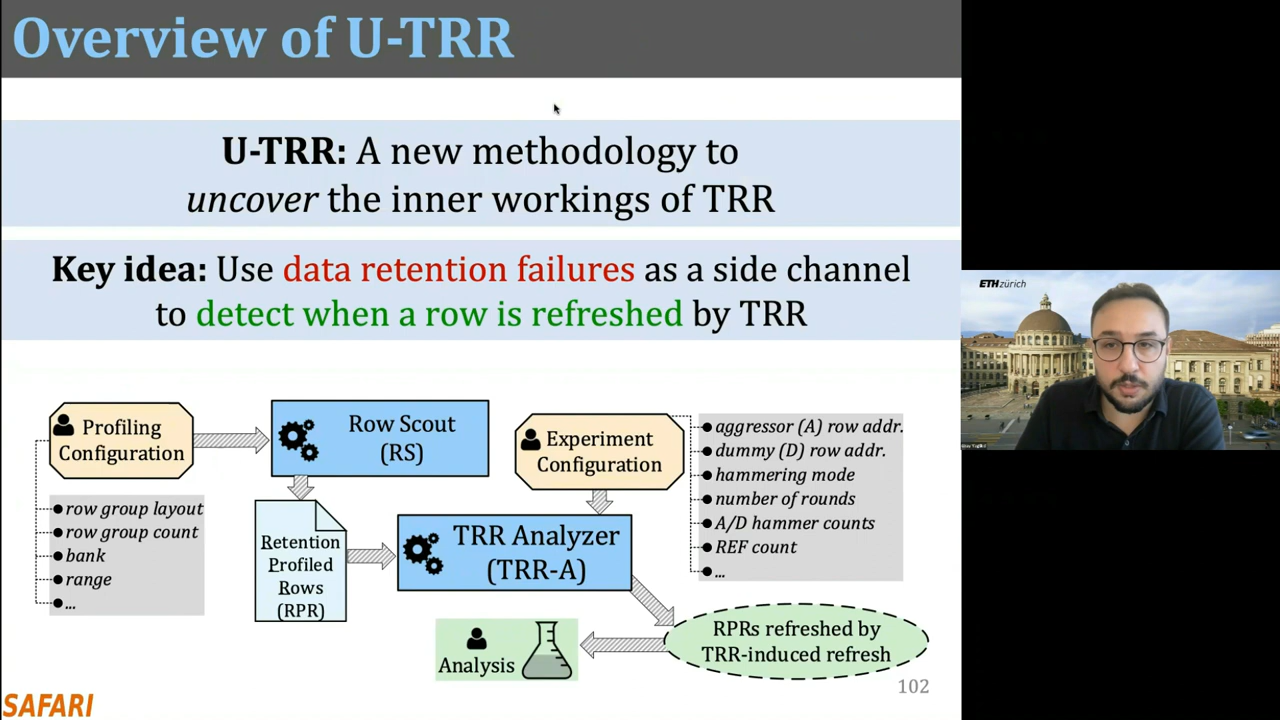 Overview of U-TRR
U-TRR: A new methodology to
uncover the inner workings of TRR
Key idea: Use data retention failures as a side channel
to detect when a row is refreshed by TRR
Profiling
Configuration
row group layout
row group count
bank
range
...
Row Scout
(RS)
Retention
Profiled
Rows
(RPR)
Experiment
Configuration
aggressor (A) row addr.
dummy (D) row addr.
hammering mode
number of rounds
A/D hammer counts
REF count
...
TRR Analyzer
(TRR-A)
RPRs refreshed by
TRR-induced refresh
Analysis
102
SAFARI
ETH zürich